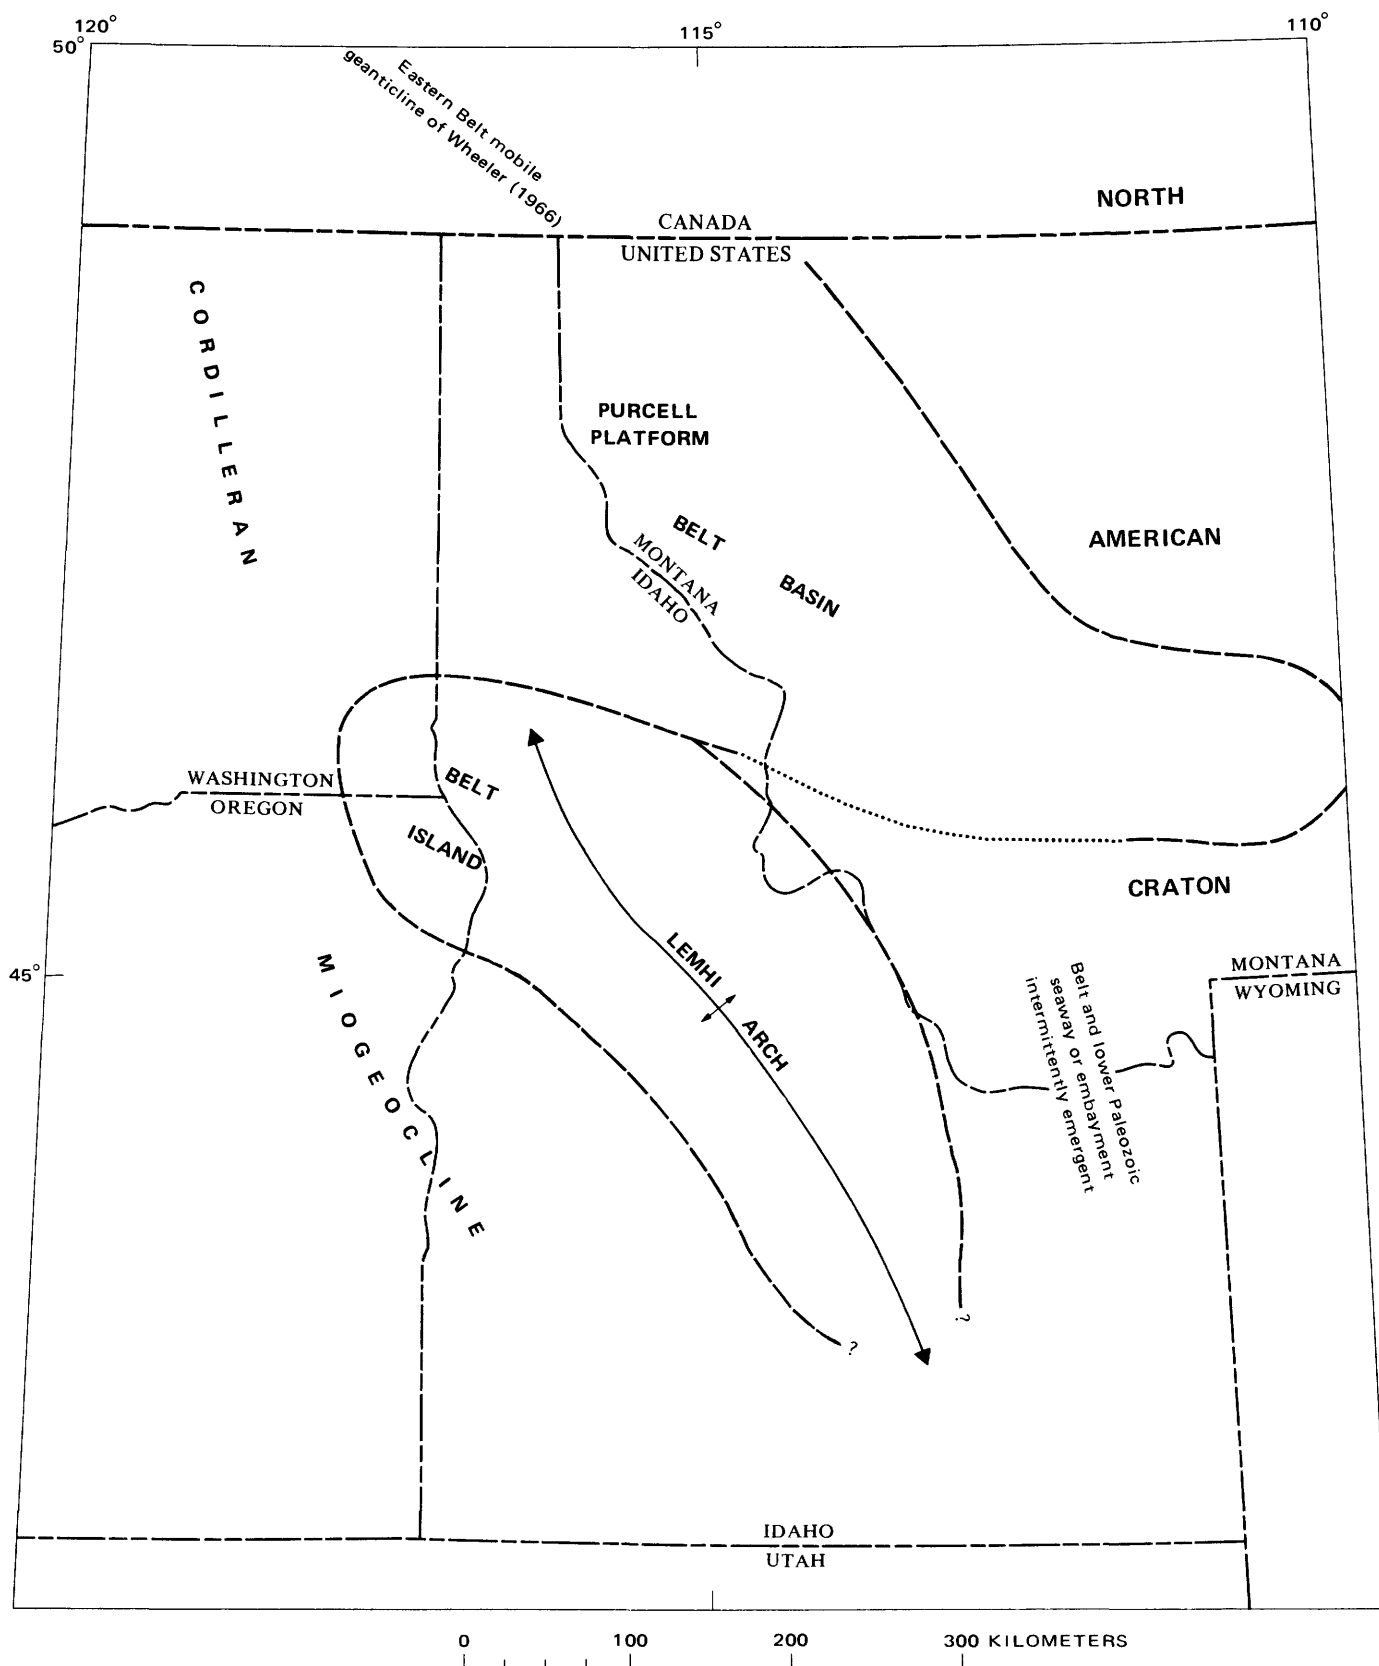 120°
115°
110°
50°
Eastern Belt mobile
geanticline of Wheeler (1966)
NORTH
CANADA
UNITED STATES
CORDILLERAN
PURCELL
PLATFORM
BELT
BASIN
MONTANA
IDAHO
AMERICAN
WASHINGTON
OREGON
BELT
ISLAND
CRATON
LEMHI
ARCH
MIOGEOCLINE
45°
MONTANA
WYOMING
Belt and lower Paleozoic
seaway or embayment
intermittently emergent
?
?
IDAHO
UTAH
0 100 200 300 KILOMETERS